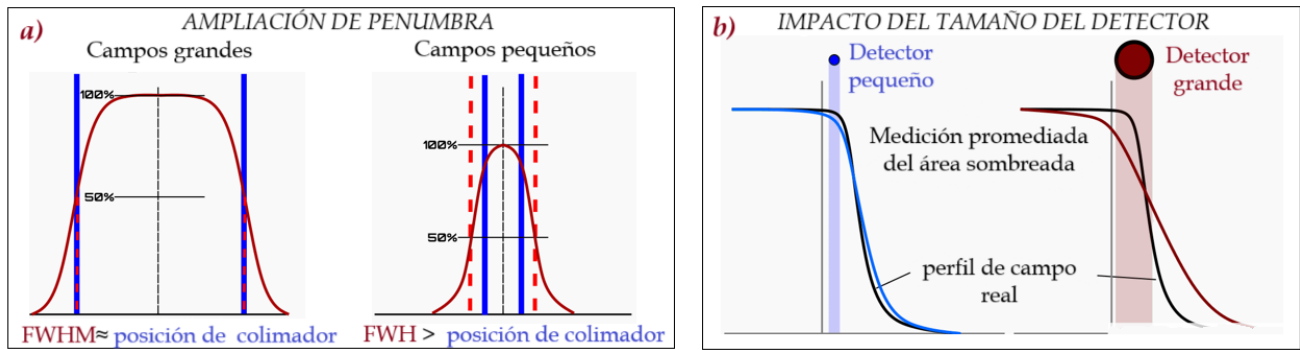 a)
AMPLIACIÓN DE PENUMBRA
Campos grandes
100%
50%
FWHM≈ posición de colimador
Campos pequeños
100%
50%
FWH > posición de colimador
b)
IMPACTO DEL TAMAÑO DEL DETECTOR
Detector
pequeño
Detector
grande
Medición promediada
del área sombreada
perfil de campo
real